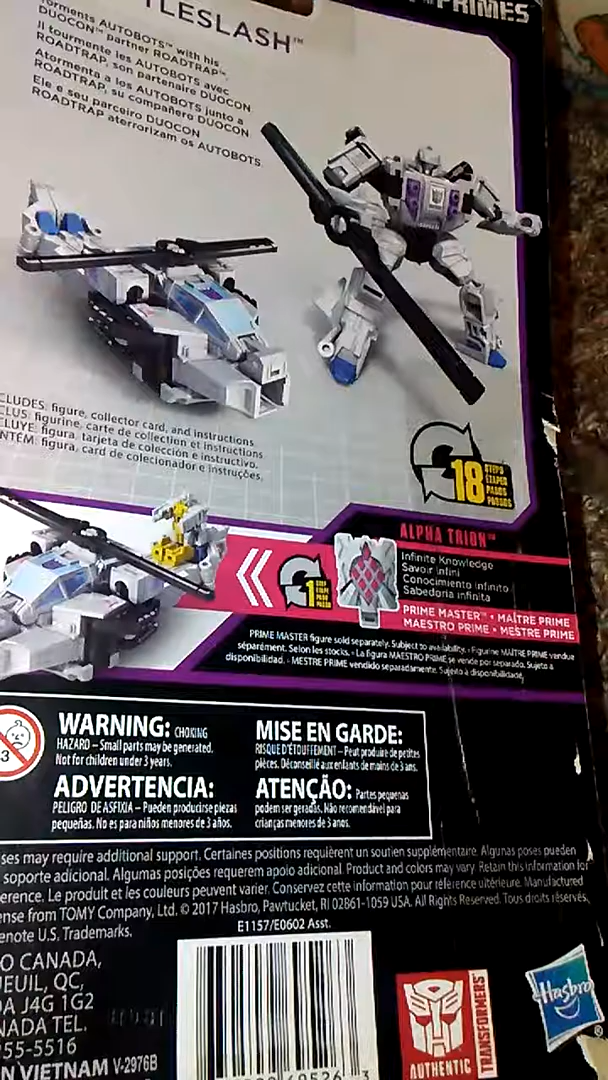 TLESLASH™
PRIMES
orments AUTOBOTS™ with his
DUOCON™ partner ROADTRAP™.
Il tourmente les AUTOBOTS avec
ROADTRAP, son partenaire DUOCON.
Atormenta a los AUTOBOTS junto a
ROADTRAP, su compañero DUOCON.
Ele e seu parceiro DUOCON
ROADTRAP aterrorizam os AUTOBOTS.
CLUDES: figure, collector card, and instructions.
CLUS: figurine, carte de collection et instructions.
CLUYE: figura, tarjeta de colección e instructivo.
NTÉM: figura, card de colecionador e instruções.
18
STEPS
ÉTAPES
PASOS
PASSOS
ALPHA TRION™
Infinite Knowledge
Savoir infini
Conocimiento infinito
Sabedoria infinita
1
STEP
ÉTAPE
PASO
PASSO
PRIME MASTER™ • MAÎTRE PRIME
MAESTRO PRIME • MESTRE PRIME
PRIME MASTER figure sold separately. Subject to availability. • Figurine MAÎTRE PRIME vendue
séparément. Selon les stocks. • La figura MAESTRO PRIME se vende por separado. Sujeto a
disponibilidad. • MESTRE PRIME vendido separadamente. Sujeito à disponibilidade.
3
WARNING: CHOKING
HAZARD – Small parts may be generated.
Not for children under 3 years.
MISE EN GARDE:
RISQUE D'ÉTOUFFEMENT – Peut produire de petites
pièces. Déconseillé aux enfants de moins de 3 ans.
ADVERTENCIA:
PELIGRO DE ASFIXIA – Pueden producirse piezas
pequeñas. No es para niños menores de 3 años.
ATENÇÃO: Partes pequenas
podem ser geradas. Não recomendável para
crianças menores de 3 anos.
ses may require additional support. Certaines positions requièrent un soutien supplémentaire. Algunas poses pueden
soporte adicional. Algumas posições requerem apoio adicional. Product and colors may vary. Retain this information for
erence. Le produit et les couleurs peuvent varier. Conservez cette information pour référence ultérieure. Manufactured
ense from TOMY Company, Ltd. © 2017 Hasbro, Pawtucket, RI 02861-1059 USA. All Rights Reserved. Tous droits réservés.
enote U.S. Trademarks.
E1157/E0602 Asst.
O CANADA,
UEUIL, QC,
DA J4G 1G2
NADA TEL.
55-5516
N VIETNAM V-2976B
AUTHENTIC
TRANSFORMERS
Hasbro
®